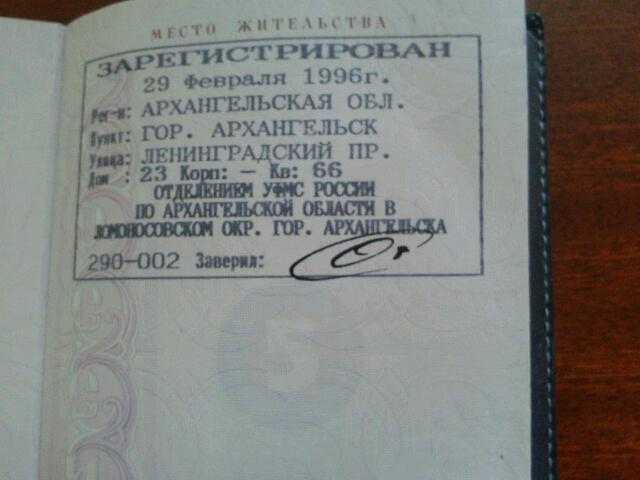 МЕСТО ЖИТЕЛЬСТВА
ЗАРЕГИСТРИРОВАН
29 Февраля 1996г.
Рег-н: АРХАНГЕЛЬСКАЯ ОБЛ.
Пункт: ГОР. АРХАНГЕЛЬСК
Улица: ЛЕНИНГРАДСКИЙ ПР.
Дом : 23 Корп: – Кв: 66
ОТДЕЛЕНИЕМ УФМС РОССИИ
ПО АРХАНГЕЛЬСКОЙ ОБЛАСТИ В
ЛОМОНОСОВСКОМ ОКР. ГОР. АРХАНГЕЛЬСКА
290-002 Заверил:
5